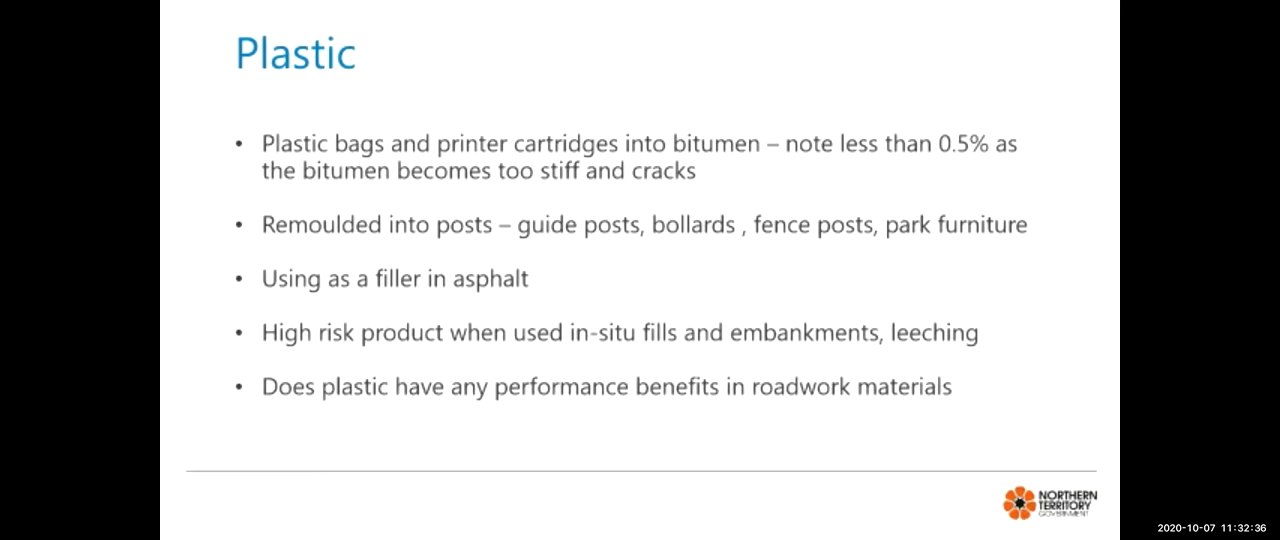 Plastic
• Plastic bags and printer cartridges into bitumen – note less than 0.5% as
the bitumen becomes too stiff and cracks
• Remoulded into posts – guide posts, bollards , fence posts, park furniture
• Using as a filler in asphalt
• High risk product when used in-situ fills and embankments, leeching
• Does plastic have any performance benefits in roadwork materials
NORTHERN
TERRITORY
GOVERNMENT
2020-10-07 11:32:36